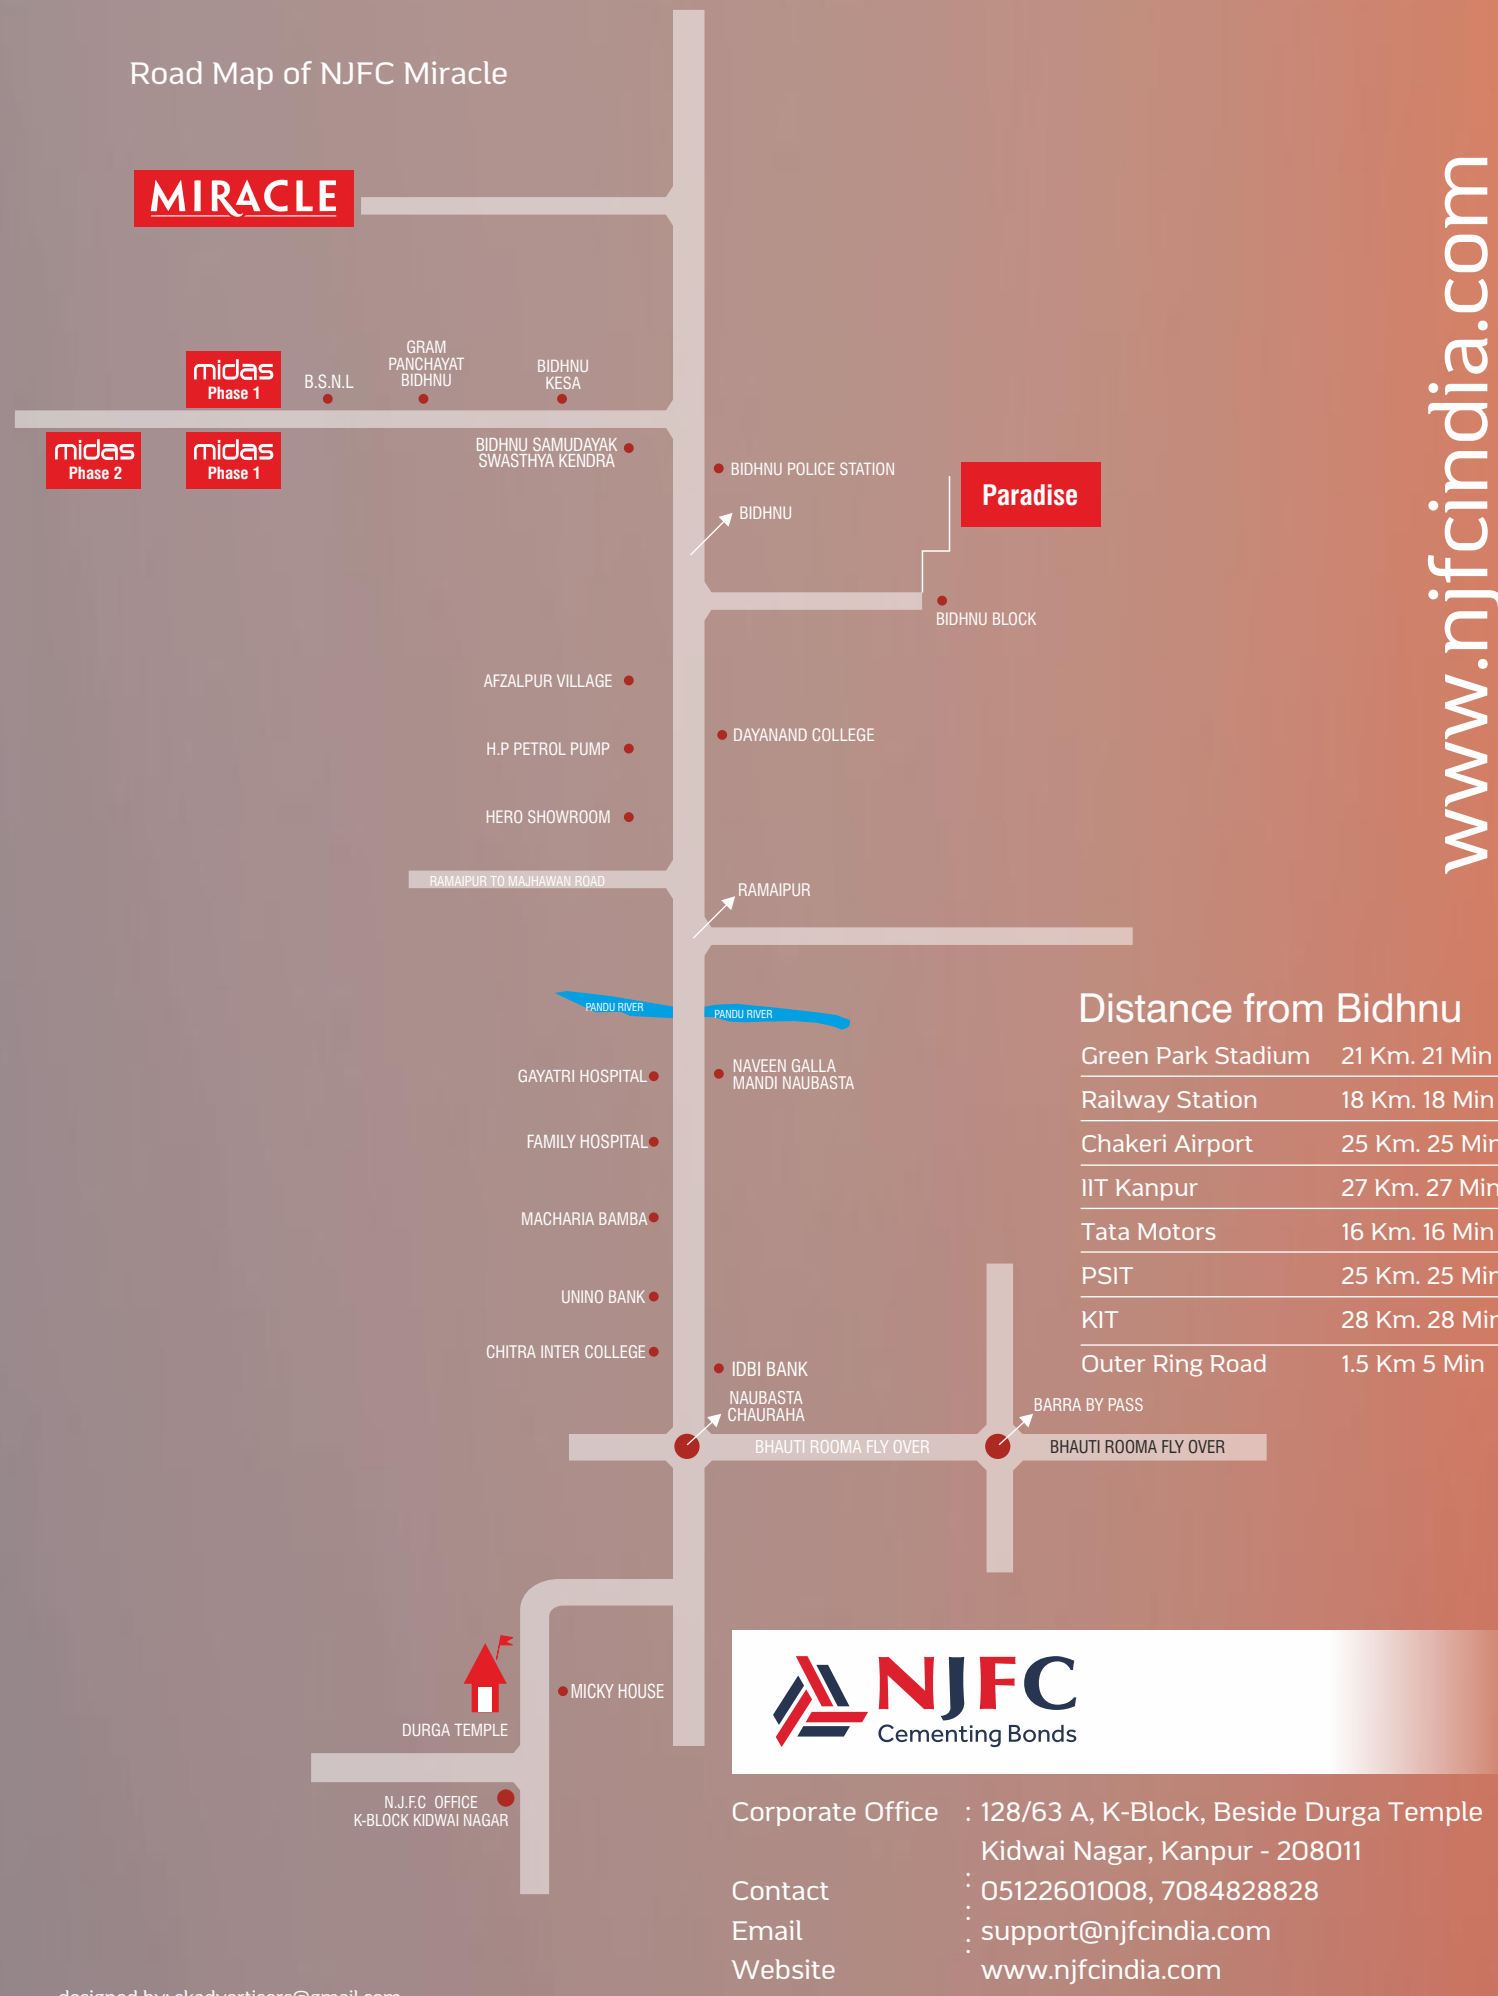 Road Map of NJFC Miracle
MIRACLE
www.njfcindia.com
midas
Phase 1
B.S.N.L
GRAM
PANCHAYAT
BIDHNU
BIDHNU
KESA
midas
Phase 2
midas
Phase 1
BIDHNU SAMUDAYAK
SWASTHYA KENDRA
BIDHNU POLICE STATION
BIDHNU
Paradise
BIDHNU BLOCK
AFZALPUR VILLAGE
DAYANAND COLLEGE
H.P PETROL PUMP
HERO SHOWROOM
RAMAIPUR TO MAJHAWAN ROAD
RAMAIPUR
PANDU RIVER
PANDU RIVER
GAYATRI HOSPITAL
NAVEEN GALLA
MANDI NAUBASTA
FAMILY HOSPITAL
MACHARIA BAMBA
UNINO BANK
CHITRA INTER COLLEGE
IDBI BANK
NAUBASTA
CHAURAHA
BARRA BY PASS
BHAUTI ROOMA FLY OVER
BHAUTI ROOMA FLY OVER
Distance from Bidhnu
Green Park Stadium 21 Km. 21 Min
Railway Station 18 Km. 18 Min
Chakeri Airport 25 Km. 25 Min
IIT Kanpur 27 Km. 27 Min
Tata Motors 16 Km. 16 Min
PSIT 25 Km. 25 Min
KIT 28 Km. 28 Min
Outer Ring Road 1.5 Km 5 Min
MICKY HOUSE
DURGA TEMPLE
N.J.F.C OFFICE
K-BLOCK KIDWAI NAGAR
NJFC
Cementing Bonds
Corporate Office : 128/63 A, K-Block, Beside Durga Temple
Kidwai Nagar, Kanpur - 208011
Contact : 05122601008, 7084828828
Email : support@njfcindia.com
Website : www.njfcindia.com